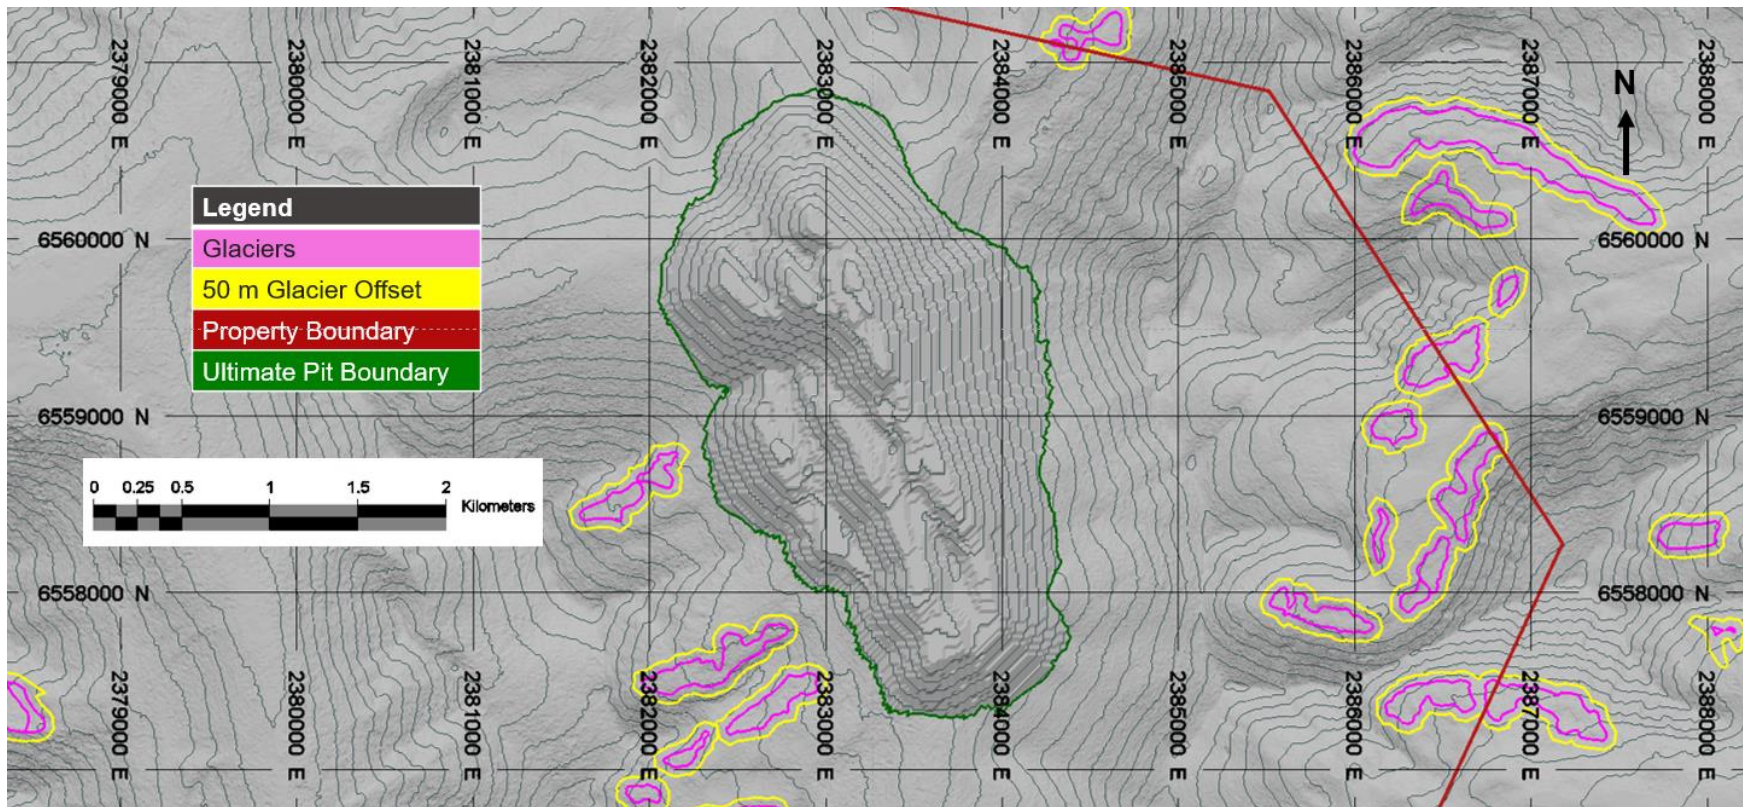 2379000 E
2380000 E
2381000 E
2382000 E
2383000 E
2384000 E
2385000 E
2386000 E
2387000 E
2388000 E
N
Legend
Glaciers
50 m Glacier Offset
Property Boundary
Ultimate Pit Boundary
6560000 N
6560000 N
6559000 N
6559000 N
0 0.25 0.5 1 1.5 2
Kilometers
6558000 N
6558000 N
2379000 E
2380000 E
2381000 E
2382000 E
2383000 E
2384000 E
2385000 E
2386000 E
2387000 E
2388000 E